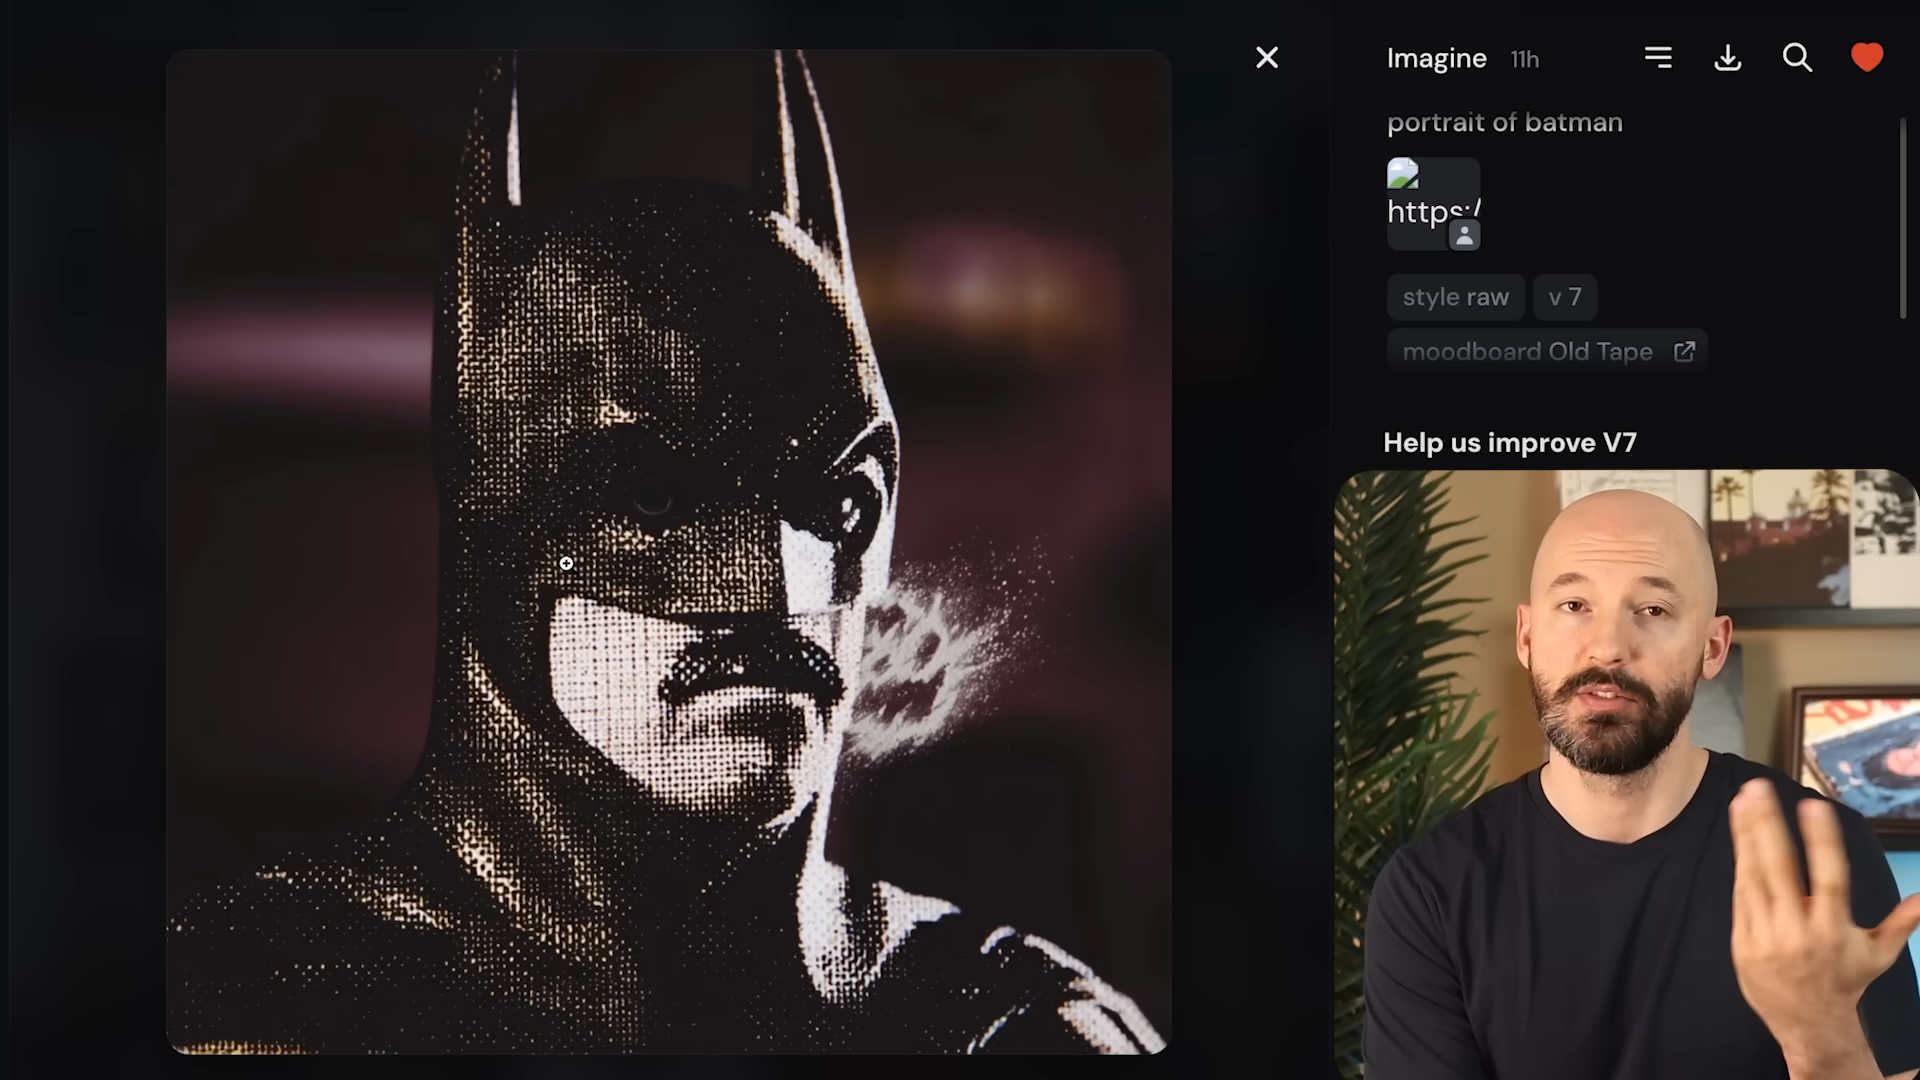 Imagine 11h
portrait of batman
https:/
style raw v 7
moodboard Old Tape
Help us improve V7